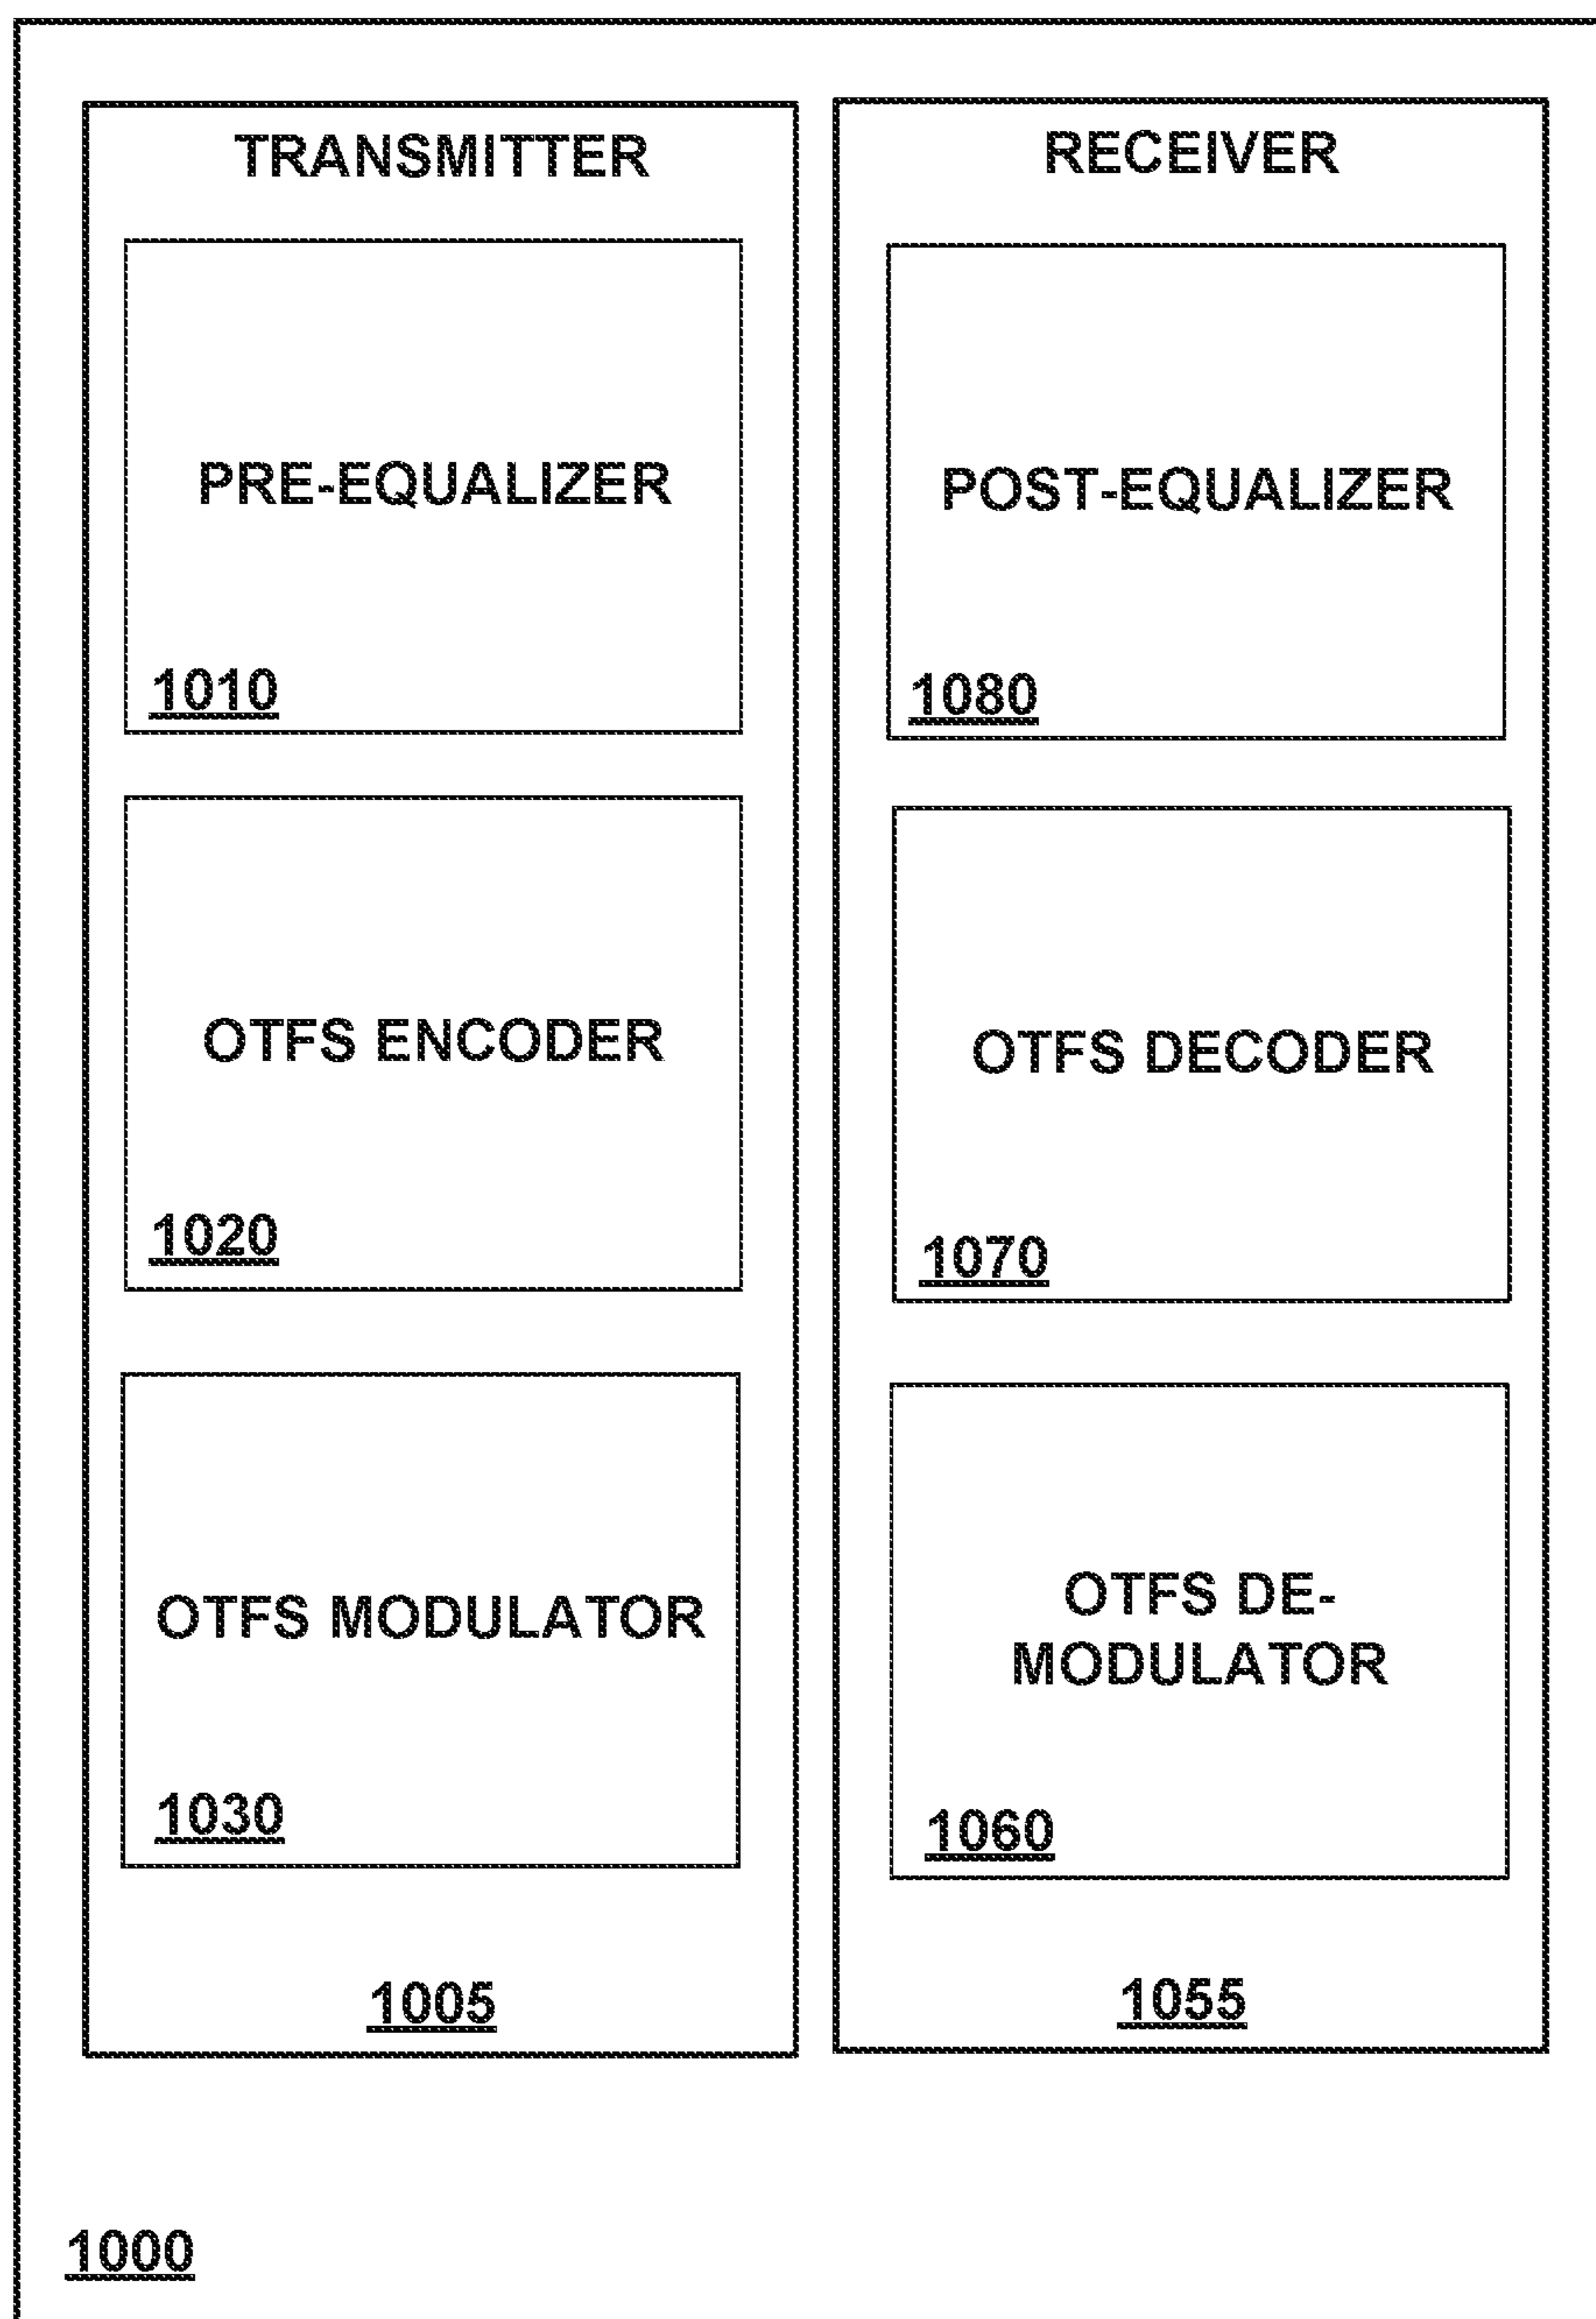 TRANSMITTER
PRE-EQUALIZER
1010
OTFS ENCODER
1020
OTFS MODULATOR
1030
1005
RECEIVER
POST-EQUALIZER
1080
OTFS DECODER
1070
OTFS DE-
MODULATOR
1060
1055
1000